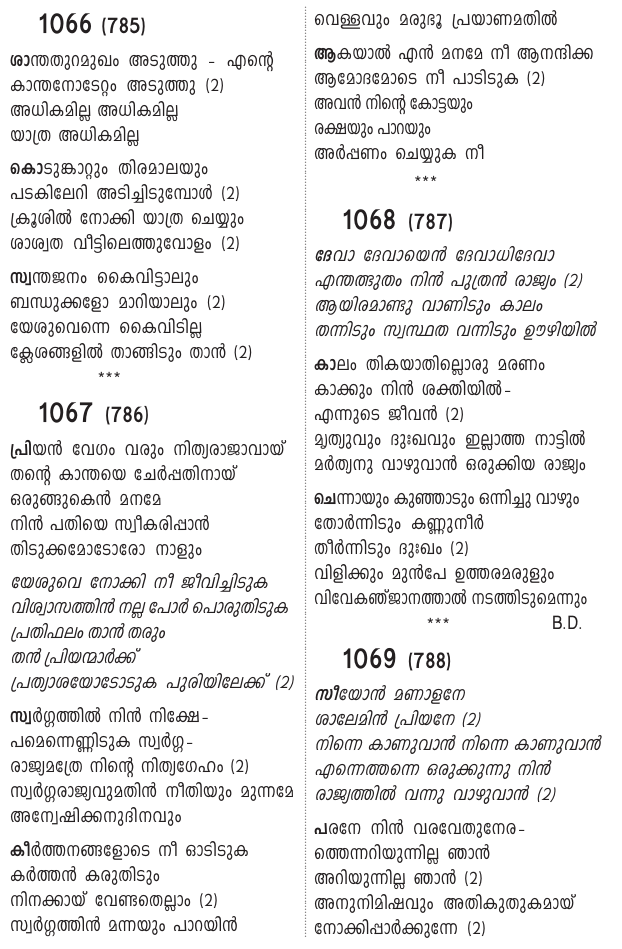 1066 (785)
ശാന്തതുറമുഖം അടുത്തു - എന്റെ
കാന്തനോടേറ്റം അടുത്തു (2)
അധികമില്ല അധികമില്ല
യാത്ര അധികമില്ല
കൊടുങ്കാറ്റും തിരമാലയും
പടകിലേറി അടിച്ചിടുമ്പോൾ (2)
ക്രൂശിൽ നോക്കി യാത്ര ചെയ്യും
ശാശ്വത വീട്ടിലെത്തുവോളം (2)
സ്വന്തജനം കൈവിട്ടാലും
ബന്ധുക്കളോ മാറിയാലും (2)
യേശുവെന്നെ കൈവിടില്ല
ക്ലേശങ്ങളിൽ താങ്ങിടും താൻ (2)
***
1067 (786)
പ്രിയൻ വേഗം വരും നിത്യരാജാവായ്
തന്റെ കാന്തയെ ചേർപ്പതിനായ്
ഒരുങ്ങുകെൻ മനമേ
നിൻ പതിയെ സ്വീകരിപ്പാൻ
തിടുക്കമോടോരോ നാളും
യേശുവെ നോക്കി നീ ജീവിച്ചിടുക
വിശ്വാസത്തിൻ നല്ല പോർ പൊരുതിടുക
പ്രതിഫലം താൻ തരും
തൻ പ്രിയന്മാർക്ക്
പ്രത്യാശയോടോടുക പുരിയിലേക്ക് (2)
സ്വർഗ്ഗത്തിൽ നിൻ നിക്ഷേ-
പമെന്നെണ്ണിടുക സ്വർഗ്ഗ-
രാജ്യമത്രേ നിന്റെ നിത്യഗേഹം (2)
സ്വർഗ്ഗരാജ്യവുമതിൻ നീതിയും മുന്നമേ
അന്വേഷിക്കനുദിനവും
കീർത്തനങ്ങളോടെ നീ ഓടിടുക
കർത്തൻ കരുതിടും
നിനക്കായ് വേണ്ടതെല്ലാം (2)
സ്വർഗ്ഗത്തിൻ മന്നയും പാറയിൻ
വെള്ളവും മരുഭൂ പ്രയാണമതിൽ
ആകയാൽ എൻ മനമേ നീ ആനന്ദിക്ക
ആമോദമോടെ നീ പാടിടുക (2)
അവൻ നിന്റെ കോട്ടയും
രക്ഷയും പാറയും
അർപ്പണം ചെയ്യുക നീ
***
1068 (787)
ദേവാ ദേവായെൻ ദേവാധിദേവാ
എന്തത്ഭുതം നിൻ പുത്രൻ രാജ്യം (2)
ആയിരമാണ്ടു വാണിടും കാലം
തന്നിടും സ്വസ്ഥത വന്നിടും ഊഴിയിൽ
കാലം തികയാതില്ലൊരു മരണം
കാക്കും നിൻ ശക്തിയിൽ-
എന്നുടെ ജീവൻ (2)
മൃത്യുവും ദുഃഖവും ഇല്ലാത്ത നാട്ടിൽ
മർത്യനു വാഴുവാൻ ഒരുക്കിയ രാജ്യം
ചെന്നായും കുഞ്ഞാടും ഒന്നിച്ചു വാഴും
തോർന്നിടും കണ്ണുനീർ
തീർന്നിടും ദുഃഖം (2)
വിളിക്കും മുൻപേ ഉത്തരമരുളും
വിവേകഞ്ജാനത്താൽ നടത്തിടുമെന്നും
*** B.D.
1069 (788)
സീയോൻ മണാളനേ
ശാലേമിൻ പ്രിയനേ (2)
നിന്നെ കാണുവാൻ നിന്നെ കാണുവാൻ
എന്നെത്തന്നെ ഒരുക്കുന്നു നിൻ
രാജ്യത്തിൽ വന്നു വാഴുവാൻ (2)
പരനേ നിൻ വരവേതുനേര-
ത്തെന്നറിയുന്നില്ല ഞാൻ
അറിയുന്നില്ല ഞാൻ (2)
അനുനിമിഷവും അതികുതുകമായ്
നോക്കിപ്പാർക്കുന്നേ (2)